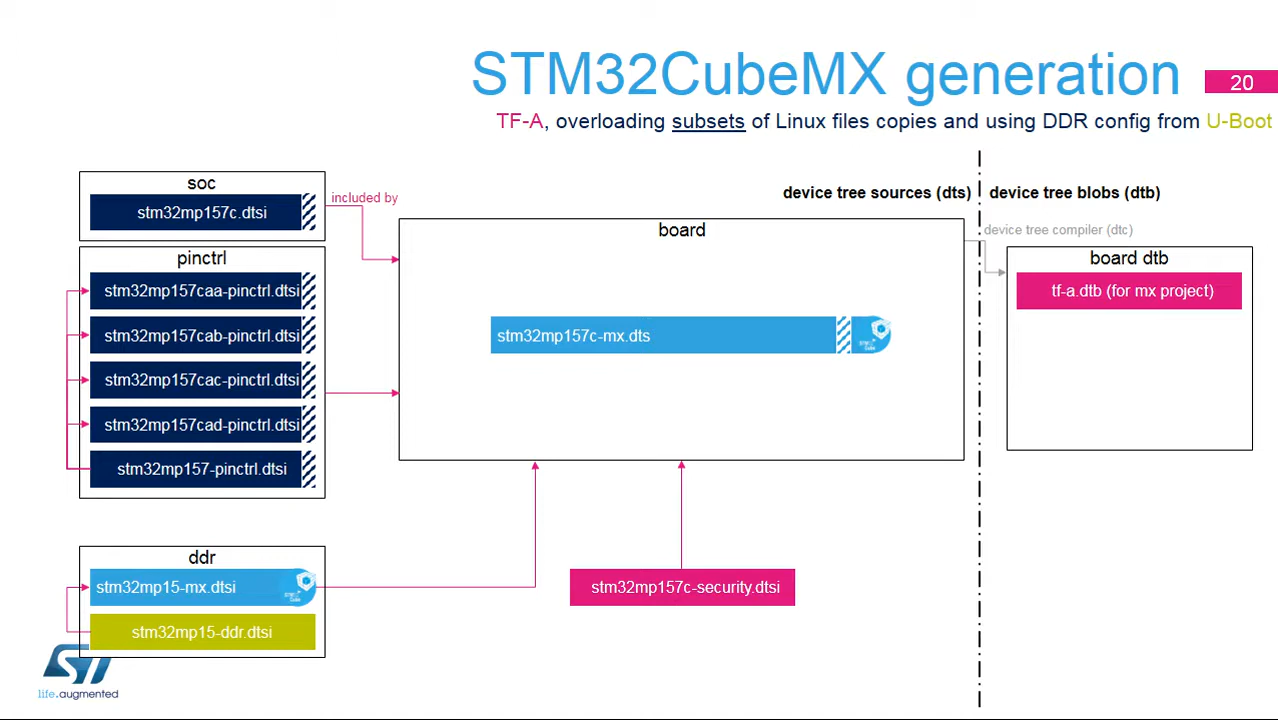 STM32CubeMX generation
20
TF-A, overloading subsets of Linux files copies and using DDR config from U-Boot
device tree sources (dts)
device tree blobs (dtb)
soc
stm32mp157c.dtsi
included by
board
device tree compiler (dtc)
pinctrl
board dtb
stm32mp157caa-pinctrl.dtsi
tf-a.dtb (for mx project)
stm32mp157cab-pinctrl.dtsi
stm32mp157c-mx.dts
stm32mp157cac-pinctrl.dtsi
stm32mp157cad-pinctrl.dtsi
stm32mp157-pinctrl.dtsi
ddr
stm32mp15-mx.dtsi
stm32mp157c-security.dtsi
stm32mp15-ddr.dtsi
ST
life.augmented